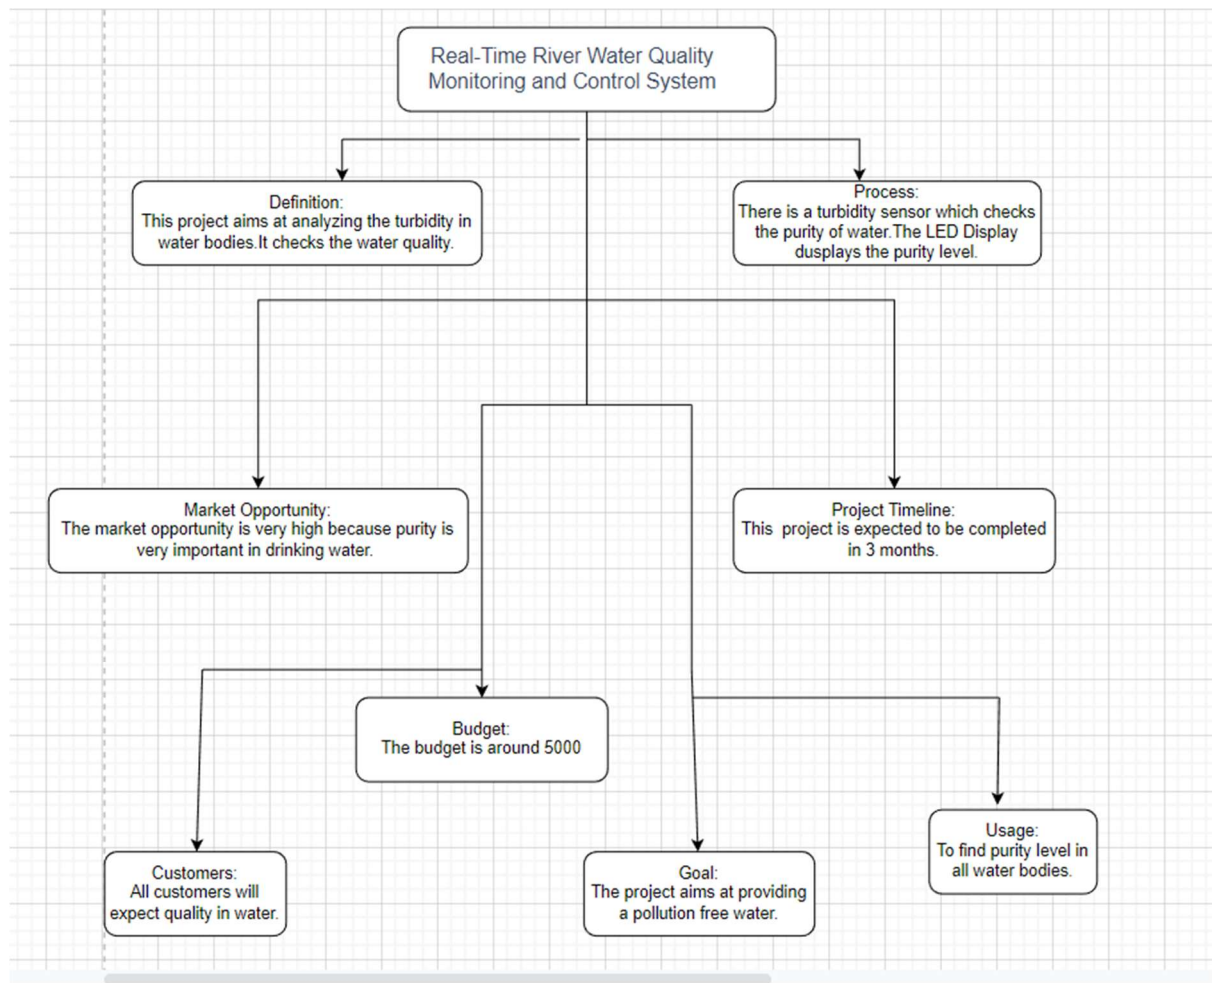 Real-Time River Water Quality
Monitoring and Control System
Definition:
This project aims at analyzing the turbidity in
water bodies.It checks the water quality.
Process:
There is a turbidity sensor which checks
the purity of water.The LED Display
dusplays the purity level.
Market Opportunity:
The market opportunity is very high because purity is
very important in drinking water.
Project Timeline:
This  project is expected to be completed
in 3 months.
Budget:
The budget is around 5000
Usage:
To find purity level in
all water bodies.
Customers:
All customers will
expect quality in water.
Goal:
The project aims at providing
a pollution free water.